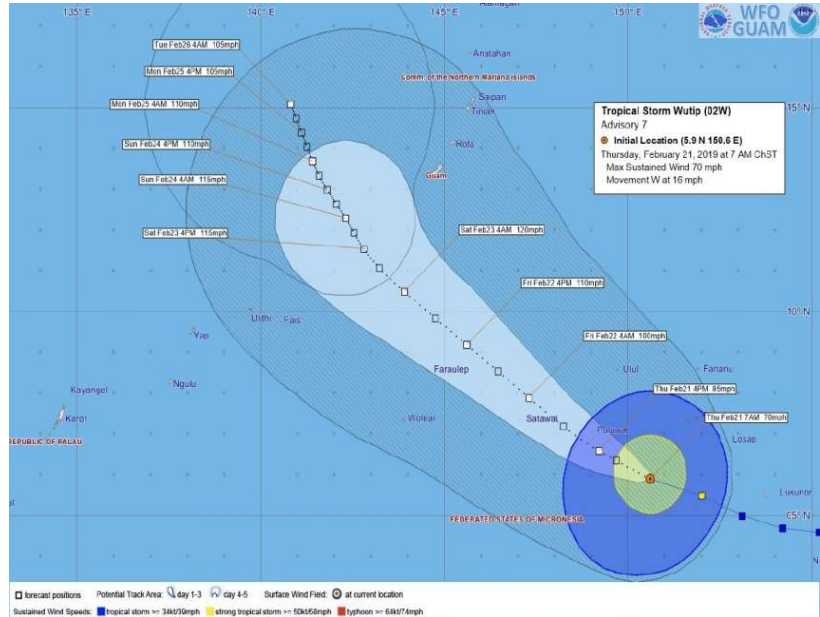 135° E
140° E
145° E
150° E
WFO
GUAM
Alamagan
Anatahan
Comm. of the Northern Mariana Islands
Saipan
Tinian
Rota
Guam
15° N
Tropical Storm Wutip (02W)
Advisory 7
Initial Location (5.9 N 150.6 E)
Thursday, February 21, 2019 at 7 AM ChST
Max Sustained Wind 70 mph
Movement W at 16 mph
Tue Feb26 4AM 105mph
Mon Feb25 4PM 105mph
Mon Feb25 4AM 110mph
Sun Feb24 4PM 110mph
Sun Feb24 4AM 115mph
Sat Feb23 4PM 115mph
Sat Feb23 4AM 120mph
Fri Feb22 4PM 110mph
10° N
Ulithi
Fais
Yap
Fri Feb22 4AM 100mph
Ngulu
Faraulep
Ulul
Fananu
Kayangel
Thu Feb21 4PM 85mph
Koror
Woleai
Satawal
Thu Feb21 7AM 70mph
Puluwat
REPUBLIC OF PALAU
Losap
Lukunor
FEDERATED STATES OF MICRONESIA
05° N
N
forecast positions Potential Track Area: day 1-3 day 4-5 Surface Wind Field: at current location
Sustained Wind Speeds: tropical storm >= 34kt/39mph strong tropical storm >= 50kt/58mph typhoon >= 64kt/74mph